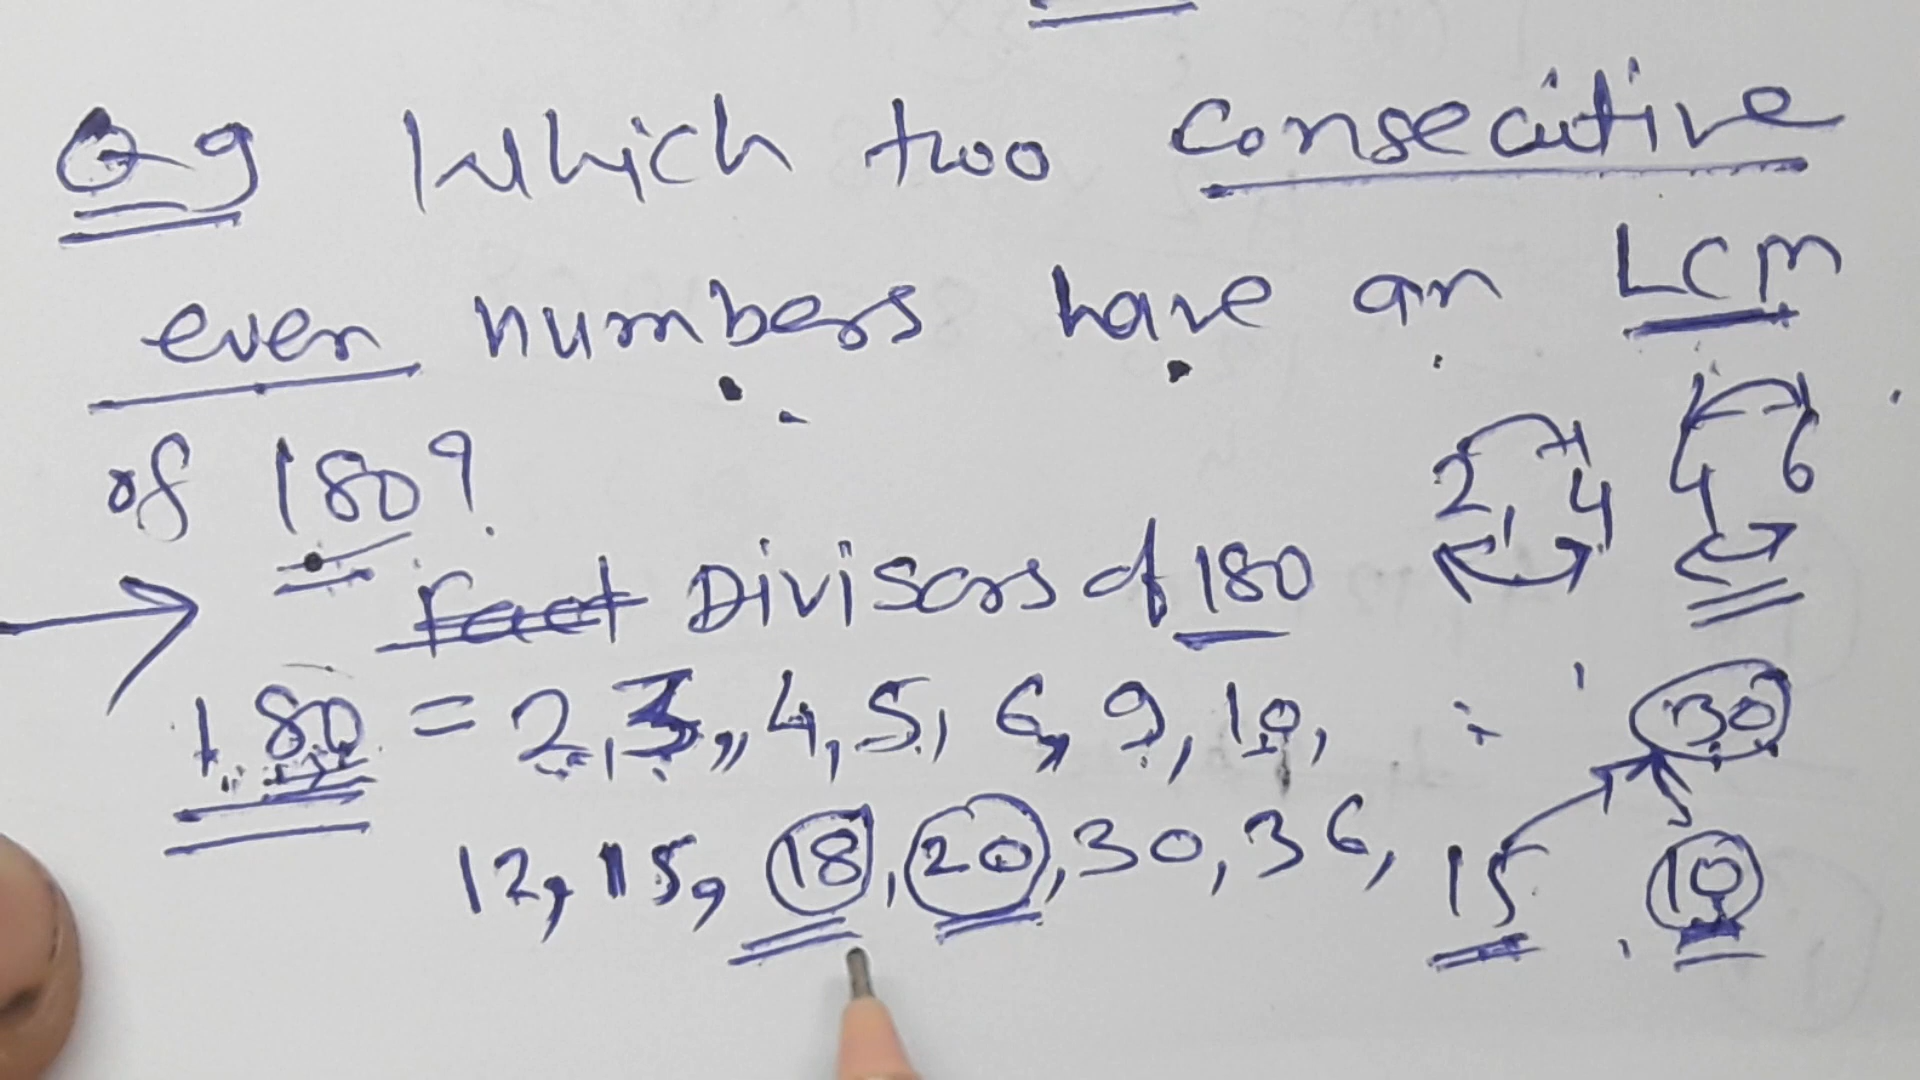 Q9 Which two consecutive
even numbers have an LCM
of 180?
2, 4 4 6
Divisors of 180
180 = 2, 3, 4, 5, 6, 9, 10,
30
12, 15, 18, 20, 30, 36,
15 10